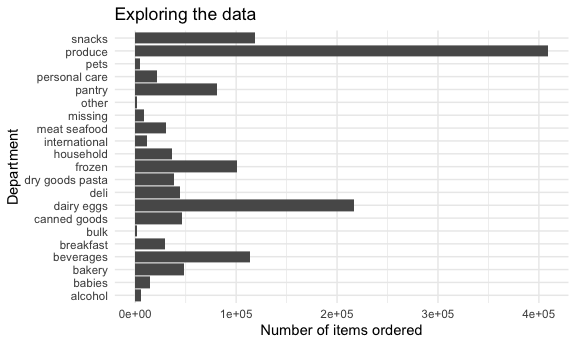 Exploring the data
snacks
produce
pets
personal care
pantry
other
missing
meat seafood
international
household
frozen
dry goods pasta
deli
dairy eggs
canned goods
bulk
breakfast
beverages
bakery
babies
alcohol
Department
0e+00 1e+05 2e+05 3e+05 4e+05
Number of items ordered